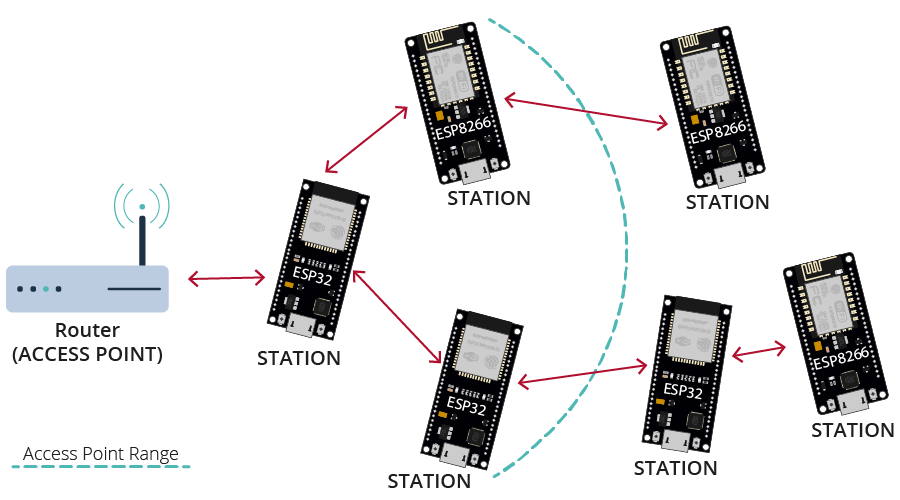 ESP8266
STATION
ESP8266
STATION
ESP32
STATION
Router
(ACCESS POINT)
ESP32
STATION
ESP32
STATION
ESP8266
STATION
Access Point Range